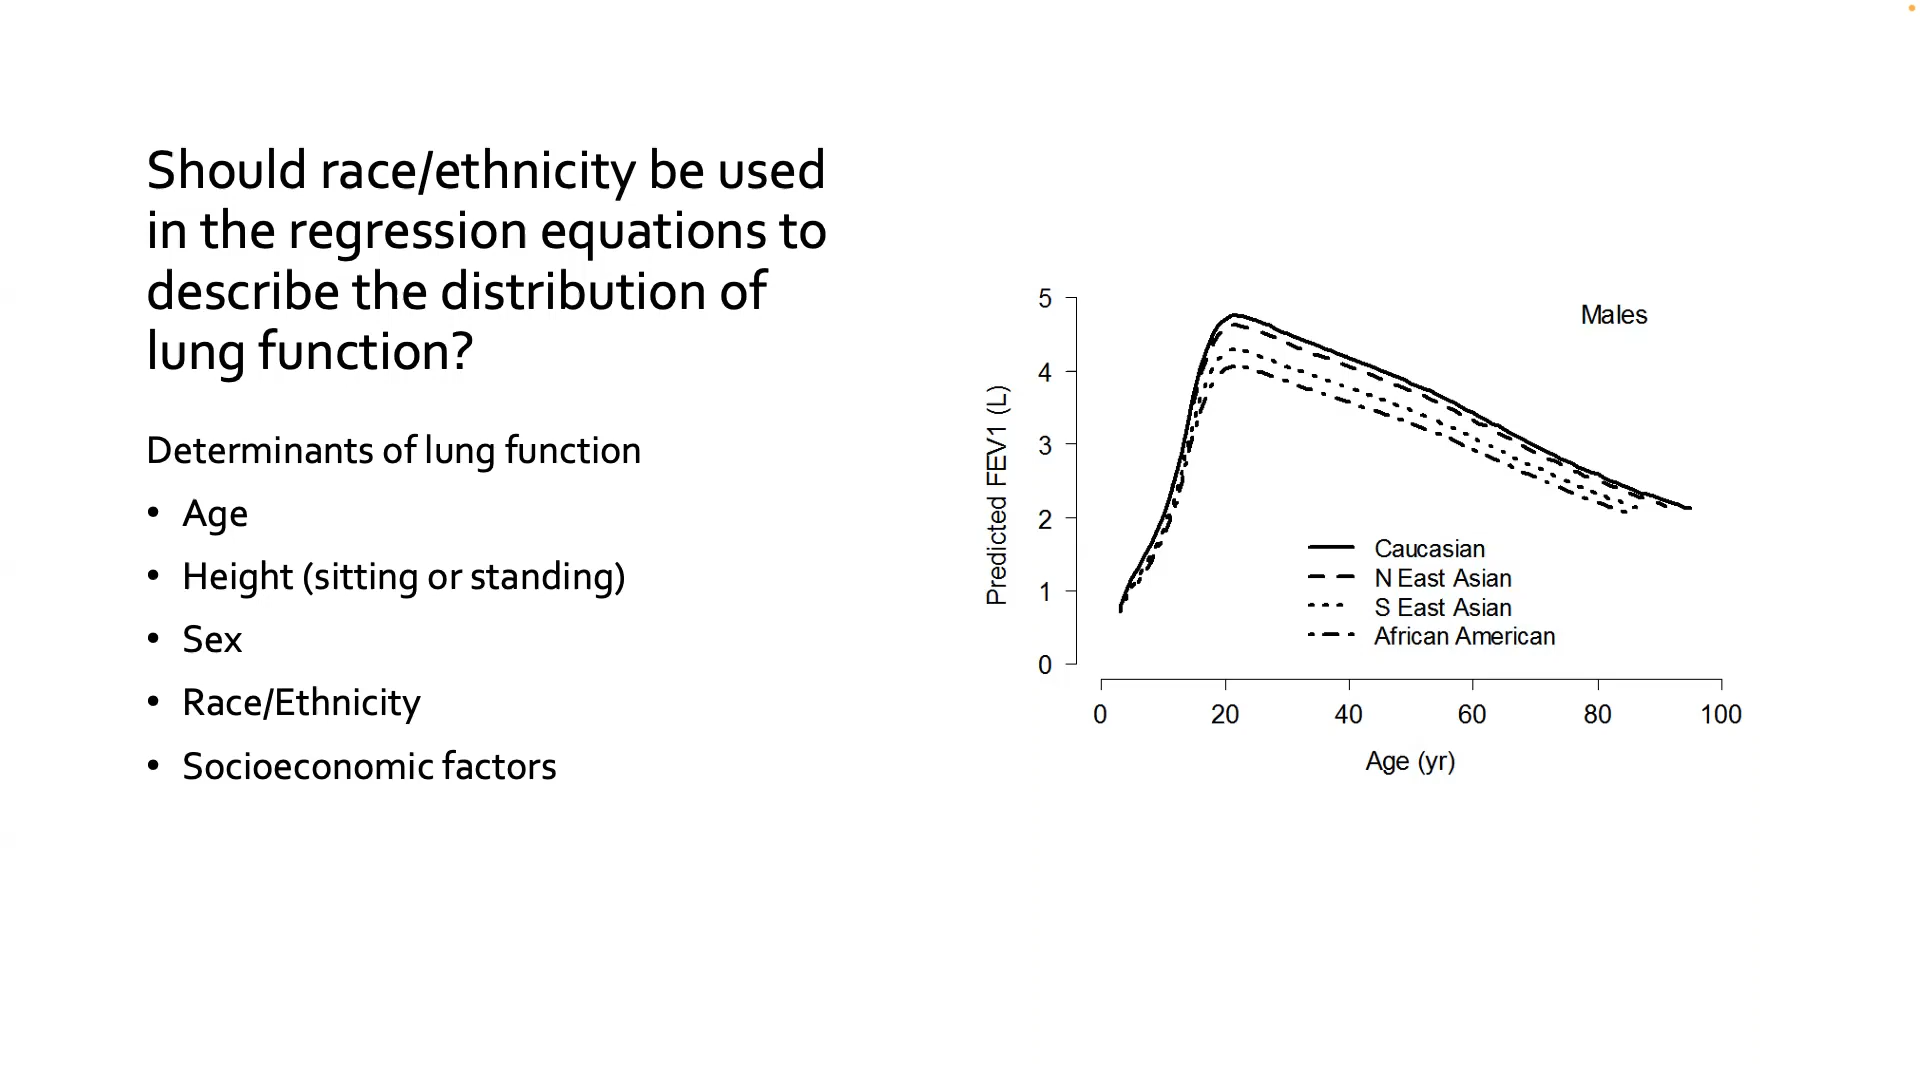 Should race/ethnicity be used
in the regression equations to
describe the distribution of
lung function?
Determinants of lung function
• Age
• Height (sitting or standing)
• Sex
• Race/Ethnicity
• Socioeconomic factors
Males
Predicted FEV1 (L)
5
4
3
2
1
0
Caucasian
N East Asian
S East Asian
African American
0 20 40 60 80 100
Age (yr)